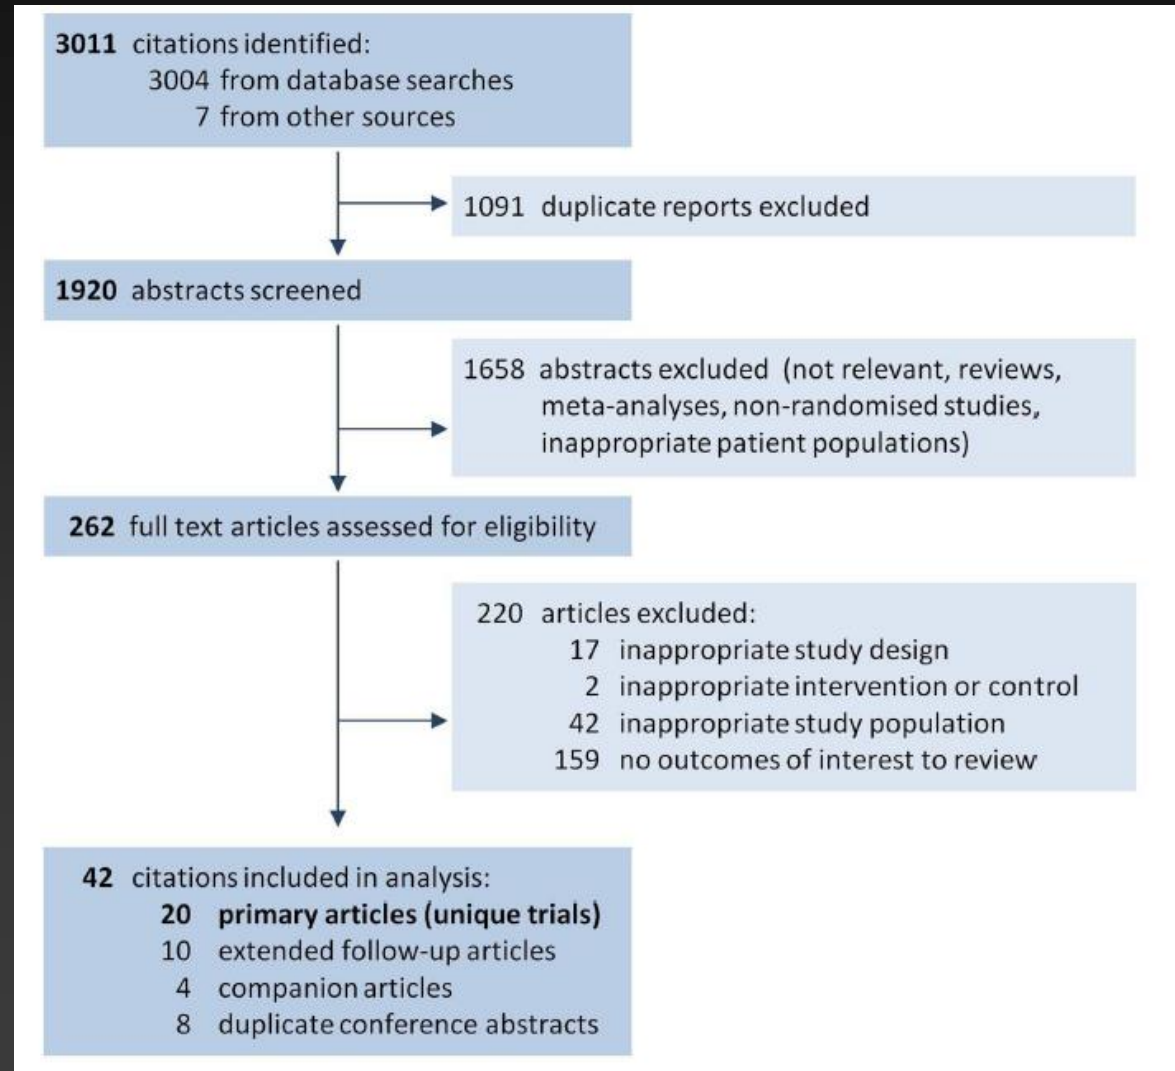 3011 citations identified:
3004 from database searches
7 from other sources
1091 duplicate reports excluded
1920 abstracts screened
1658 abstracts excluded (not relevant, reviews,
meta-analyses, non-randomised studies,
inappropriate patient populations)
262 full text articles assessed for eligibility
220 articles excluded:
17 inappropriate study design
2 inappropriate intervention or control
42 inappropriate study population
159 no outcomes of interest to review
42 citations included in analysis:
20 primary articles (unique trials)
10 extended follow-up articles
4 companion articles
8 duplicate conference abstracts